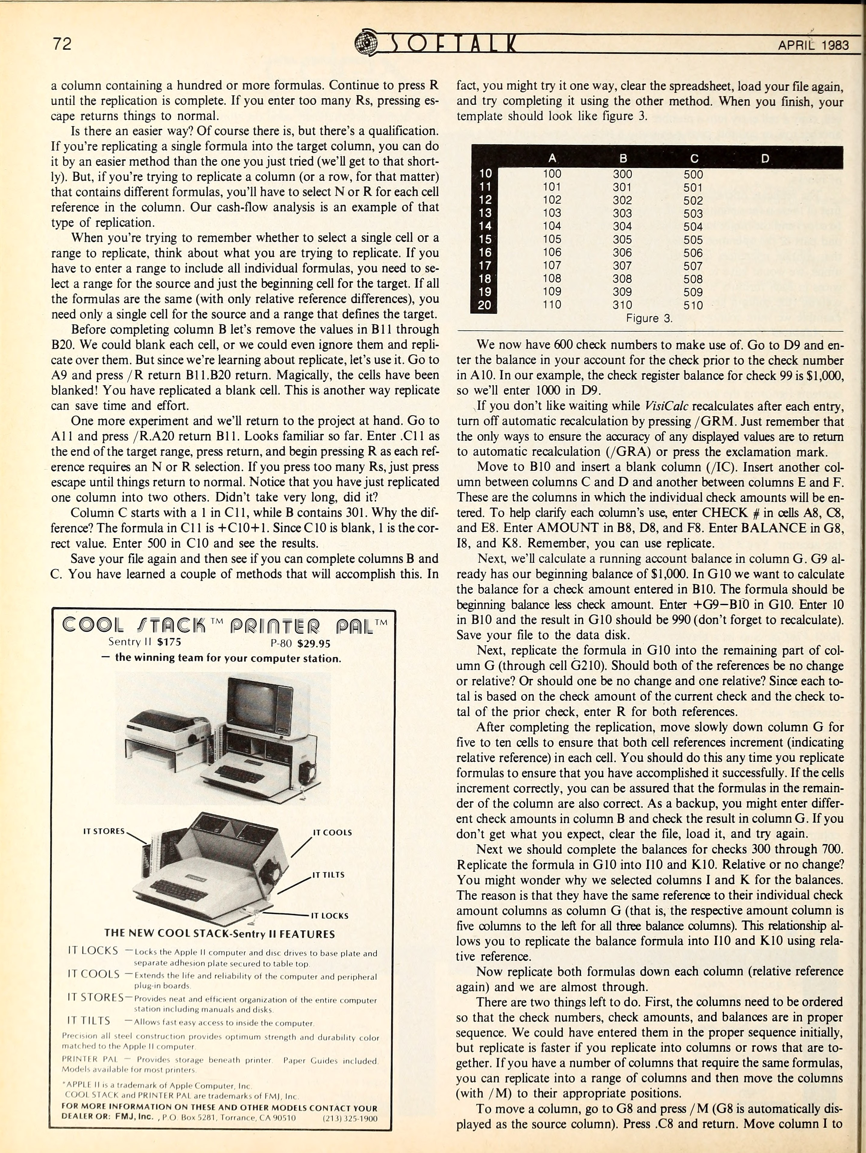 72
SOFTALK
APRIL 1983
a column containing a hundred or more formulas. Continue to press R
until the replication is complete. If you enter too many Rs, pressing es-
cape returns things to normal.
Is there an easier way? Of course there is, but there's a qualification.
If you're replicating a single formula into the target column, you can do
it by an easier method than the one you just tried (we'll get to that short-
ly). But, if you're trying to replicate a column (or a row, for that matter)
that contains different formulas, you'll have to select N or R for each cell
reference in the column. Our cash-flow analysis is an example of that
type of replication.
When you're trying to remember whether to select a single cell or a
range to replicate, think about what you are trying to replicate. If you
have to enter a range to include all individual formulas, you need to se-
lect a range for the source and just the beginning cell for the target. If all
the formulas are the same (with only relative reference differences), you
need only a single cell for the source and a range that defines the target.
Before completing column B let's remove the values in B11 through
B20. We could blank each cell, or we could even ignore them and repli-
cate over them. But since we're learning about replicate, let's use it. Go to
A9 and press /R return B11.B20 return. Magically, the cells have been
blanked! You have replicated a blank cell. This is another way replicate
can save time and effort.
One more experiment and we'll return to the project at hand. Go to
A11 and press /R.A20 return B11. Looks familiar so far. Enter .C11 as
the end of the target range, press return, and begin pressing R as each ref-
erence requires an N or R selection. If you press too many Rs, just press
escape until things return to normal. Notice that you have just replicated
one column into two others. Didn't take very long, did it?
Column C starts with a 1 in C11, while B contains 301. Why the dif-
ference? The formula in C11 is +C10+1. Since C10 is blank, 1 is the cor-
rect value. Enter 500 in C10 and see the results.
Save your file again and then see if you can complete columns B and
C. You have learned a couple of methods that will accomplish this. In
COOL STACK™ PRINTER PAL™
Sentry II $175 P-80 $29.95
— the winning team for your computer station.
IT STORES
IT COOLS
IT TILTS
IT LOCKS
THE NEW COOL STACK-Sentry II FEATURES
IT LOCKS — Locks the Apple II computer and disc drives to base plate and
separate adhesion plate secured to table top.
IT COOLS — Extends the life and reliability of the computer and peripheral
plug-in boards.
IT STORES — Provides neat and efficient organization of the entire computer
station including manuals and disks.
IT TILTS — Allows fast easy access to inside the computer.
Precision all steel construction provides optimum strength and durability color
matched to the Apple II computer.
PRINTER PAL — Provides storage beneath printer. Paper Guides included.
Models available for most printers.
*APPLE II is a trademark of Apple Computer, Inc.
COOL STACK and PRINTER PAL are trademarks of FMJ, Inc.
FOR MORE INFORMATION ON THESE AND OTHER MODELS CONTACT YOUR
DEALER OR: FMJ, Inc., P.O. Box 5281, Torrance, CA 90510 (213) 325-1900
fact, you might try it one way, clear the spreadsheet, load your file again,
and try completing it using the other method. When you finish, your
template should look like figure 3.
A B C D
10 100 300 500
11 101 301 501
12 102 302 502
13 103 303 503
14 104 304 504
15 105 305 505
16 106 306 506
17 107 307 507
18 108 308 508
19 109 309 509
20 110 310 510
Figure 3.
We now have 600 check numbers to make use of. Go to D9 and en-
ter the balance in your account for the check prior to the check number
in A10. In our example, the check register balance for check 99 is $1,000,
so we'll enter 1000 in D9.
If you don't like waiting while VisiCalc recalculates after each entry,
turn off automatic recalculation by pressing /GRM. Just remember that
the only ways to ensure the accuracy of any displayed values are to return
to automatic recalculation (/GRA) or press the exclamation mark.
Move to B10 and insert a blank column (/IC). Insert another col-
umn between columns C and D and another between columns E and F.
These are the columns in which the individual check amounts will be en-
tered. To help clarify each column's use, enter CHECK # in cells A8, C8,
and E8. Enter AMOUNT in B8, D8, and F8. Enter BALANCE in G8,
I8, and K8. Remember, you can use replicate.
Next, we'll calculate a running account balance in column G. G9 al-
ready has our beginning balance of $1,000. In G10 we want to calculate
the balance for a check amount entered in B10. The formula should be
beginning balance less check amount. Enter +G9−B10 in G10. Enter 10
in B10 and the result in G10 should be 990 (don't forget to recalculate).
Save your file to the data disk.
Next, replicate the formula in G10 into the remaining part of col-
umn G (through cell G210). Should both of the references be no change
or relative? Or should one be no change and one relative? Since each to-
tal is based on the check amount of the current check and the check to-
tal of the prior check, enter R for both references.
After completing the replication, move slowly down column G for
five to ten cells to ensure that both cell references increment (indicating
relative reference) in each cell. You should do this any time you replicate
formulas to ensure that you have accomplished it successfully. If the cells
increment correctly, you can be assured that the formulas in the remain-
der of the column are also correct. As a backup, you might enter differ-
ent check amounts in column B and check the result in column G. If you
don't get what you expect, clear the file, load it, and try again.
Next we should complete the balances for checks 300 through 700.
Replicate the formula in G10 into I10 and K10. Relative or no change?
You might wonder why we selected columns I and K for the balances.
The reason is that they have the same reference to their individual check
amount columns as column G (that is, the respective amount column is
five columns to the left for all three balance columns). This relationship al-
lows you to replicate the balance formula into I10 and K10 using rela-
tive reference.
Now replicate both formulas down each column (relative reference
again) and we are almost through.
There are two things left to do. First, the columns need to be ordered
so that the check numbers, check amounts, and balances are in proper
sequence. We could have entered them in the proper sequence initially,
but replicate is faster if you replicate into columns or rows that are to-
gether. If you have a number of columns that require the same formulas,
you can replicate into a range of columns and then move the columns
(with /M) to their appropriate positions.
To move a column, go to G8 and press /M (G8 is automatically dis-
played as the source column). Press .C8 and return. Move column I to